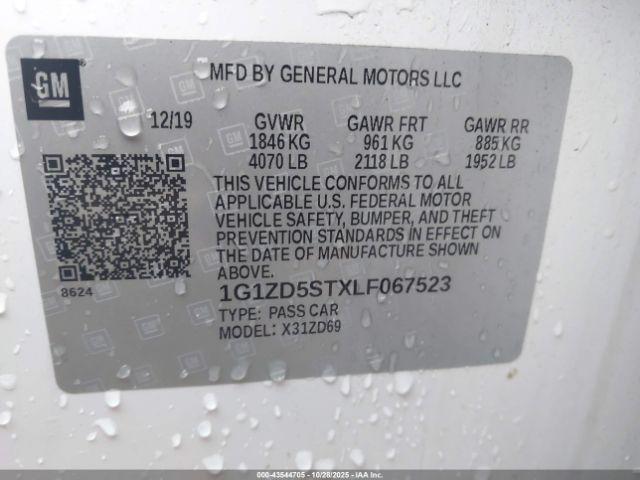 GM
MFD BY GENERAL MOTORS LLC
12/19 GVWR GAWR FRT GAWR RR
1846 KG 961 KG 885 KG
4070 LB 2118 LB 1952 LB
THIS VEHICLE CONFORMS TO ALL
APPLICABLE U.S. FEDERAL MOTOR
VEHICLE SAFETY, BUMPER, AND THEFT
PREVENTION STANDARDS IN EFFECT ON
THE DATE OF MANUFACTURE SHOWN
ABOVE.
8624
1G1ZD5STXLF067523
TYPE: PASS CAR
MODEL: X31ZD69
000-43544705 - 10/28/2025 - IAAI.COM